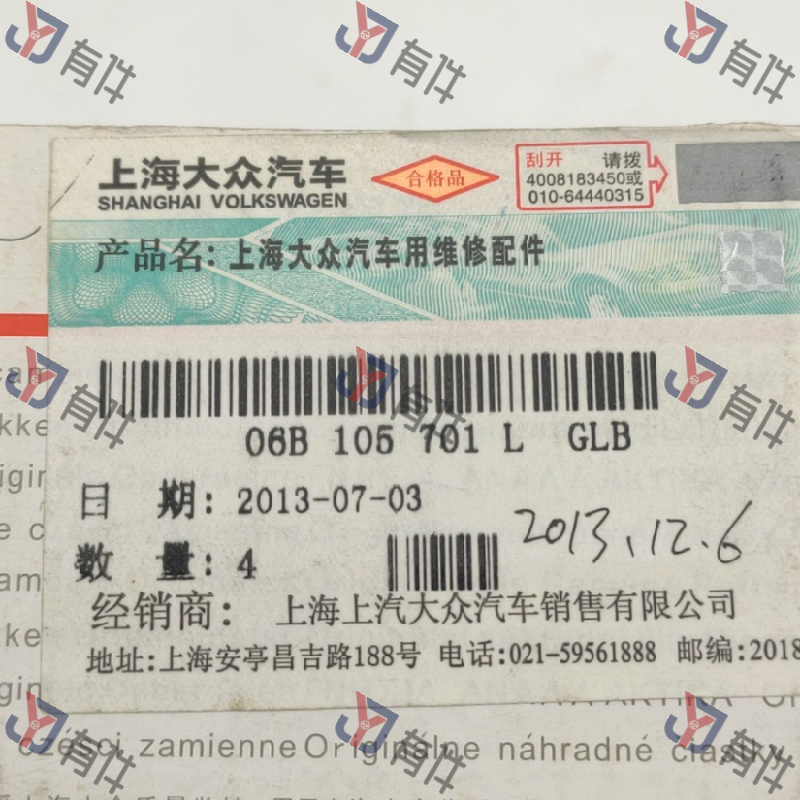 上海大众汽车
SHANGHAI VOLKSWAGEN
合格品
刮开 请拨
4008183450或
010-64440315
产品名: 上海大众汽车用维修配件
06B 105 701 L GLB
日 期: 2013-07-03
2013.12.6
数 量: 4
经销商: 上海上汽大众汽车销售有限公司
地址:上海安亭昌吉路188号 电话:021-59561888 邮编:2018
części zamienne Originálne náhradné čiastky
有件
有件
有件
有件
有件
有件
有件
有件
有件